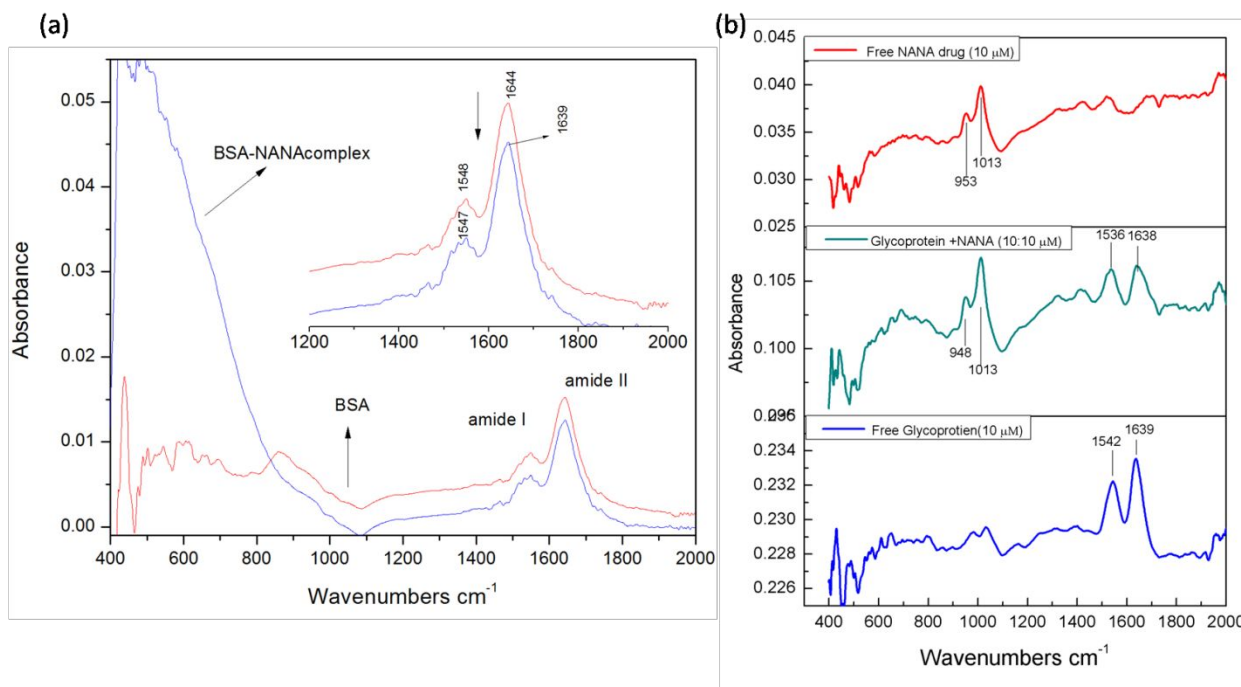 (a)
0.05
0.04
0.03
0.02
0.01
0.00
Absorbance
400 600 800 1000 1200 1400 1600 1800 2000
Wavenumbers cm-1
BSA-NANAcomplex
BSA
amide I
amide II
1644
1639
1548
1547
1200 1400 1600 1800 2000
(b)
0.045
0.040
0.035
0.030
0.025
Free NANA drug (10 µM)
953
1013
0.105
0.100
Glycoprotein +NANA (10:10 µM)
1536 1638
948
1013
Absorbance
0.096
0.234
0.230
0.228
0.226
Free Glycoprotien(10 µM)
1542
1639
400 600 800 1000 1200 1400 1600 1800 2000
Wavenumbers cm-1